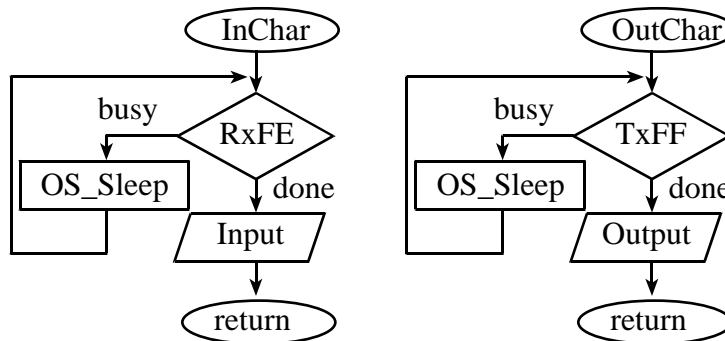 InChar
busy
RxFE
OS_Sleep
done
Input
return
OutChar
busy
TxFF
OS_Sleep
done
Output
return